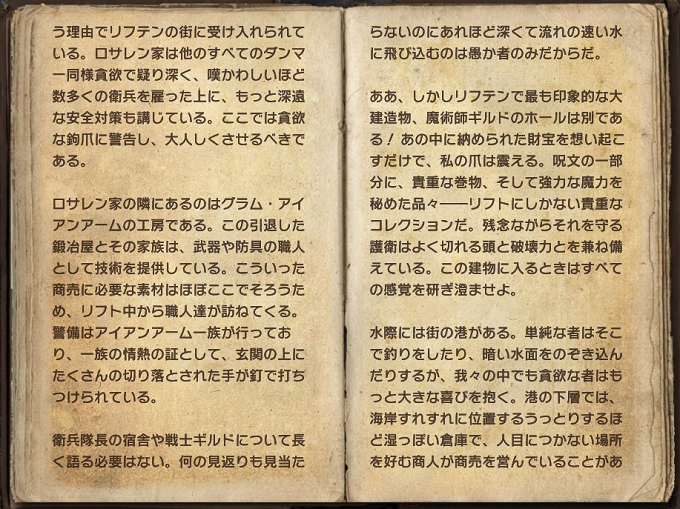 う理由でリフテンの街に受け入れられて
いる。ロサレン家は他のすべてのダンマ
ー同様貪欲で疑り深く、嘆かわしいほど
数多くの衛兵を雇った上に、もっと深遠
な安全対策も講じている。ここでは貪欲
な鉤爪に警告し、大人しくさせるべきで
ある。
ロサレン家の隣にあるのはグラム・アイ
アンアームの工房である。この引退した
鍛冶屋とその家族は、武器や防具の職人
として技術を提供している。こういった
商売に必要な素材はほぼここでそろうた
め、リフト中から職人達が訪ねてくる。
警備はアイアンアーム一族が行ってお
り、一族の情熱の証として、玄関の上に
たくさんの切り落とされた手が釘で打ち
つけられている。
衛兵隊長の宿舎や戦士ギルドについて長
く語る必要はない。何の見返りも見当た
らないのにあれほど深くて流れの速い水
に飛び込むのは愚か者のみだからだ。
ああ、しかしリフテンで最も印象的な大
建造物、魔術師ギルドのホールは別であ
る！あの中に納められた財宝を想い起こ
すだけで、私の爪は震える。呪文の一部
分に、貴重な巻物、そして強力な魔力を
秘めた品々――リフトにしかない貴重な
コレクションだ。残念ながらそれを守る
護衛はよく切れる頭と破壊力とを兼ね備
えている。この建物に入るときはすべて
の感覚を研ぎ澄ませよ。
水際には街の港がある。単純な者はそこ
で釣りをしたり、暗い水面をのぞき込ん
だりするが、我々の中でも貪欲な者はも
っと大きな喜びを抱く。港の下層では、
海岸すれすれに位置するうっとりするほ
ど湿っぽい倉庫で、人目につかない場所
を好む商人が商売を営んでいることがあ